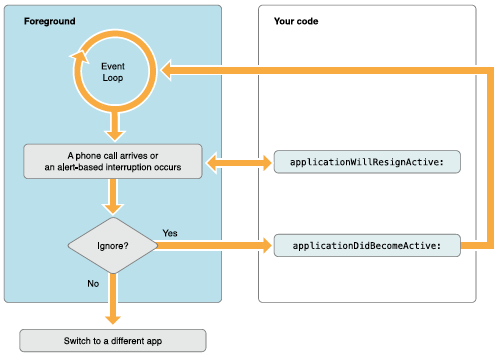 Foreground
Your code
Event
Loop
A phone call arrives or
an alert-based interruption occurs
applicationWillResignActive:
Ignore?
Yes
applicationDidBecomeActive:
No
Switch to a different app